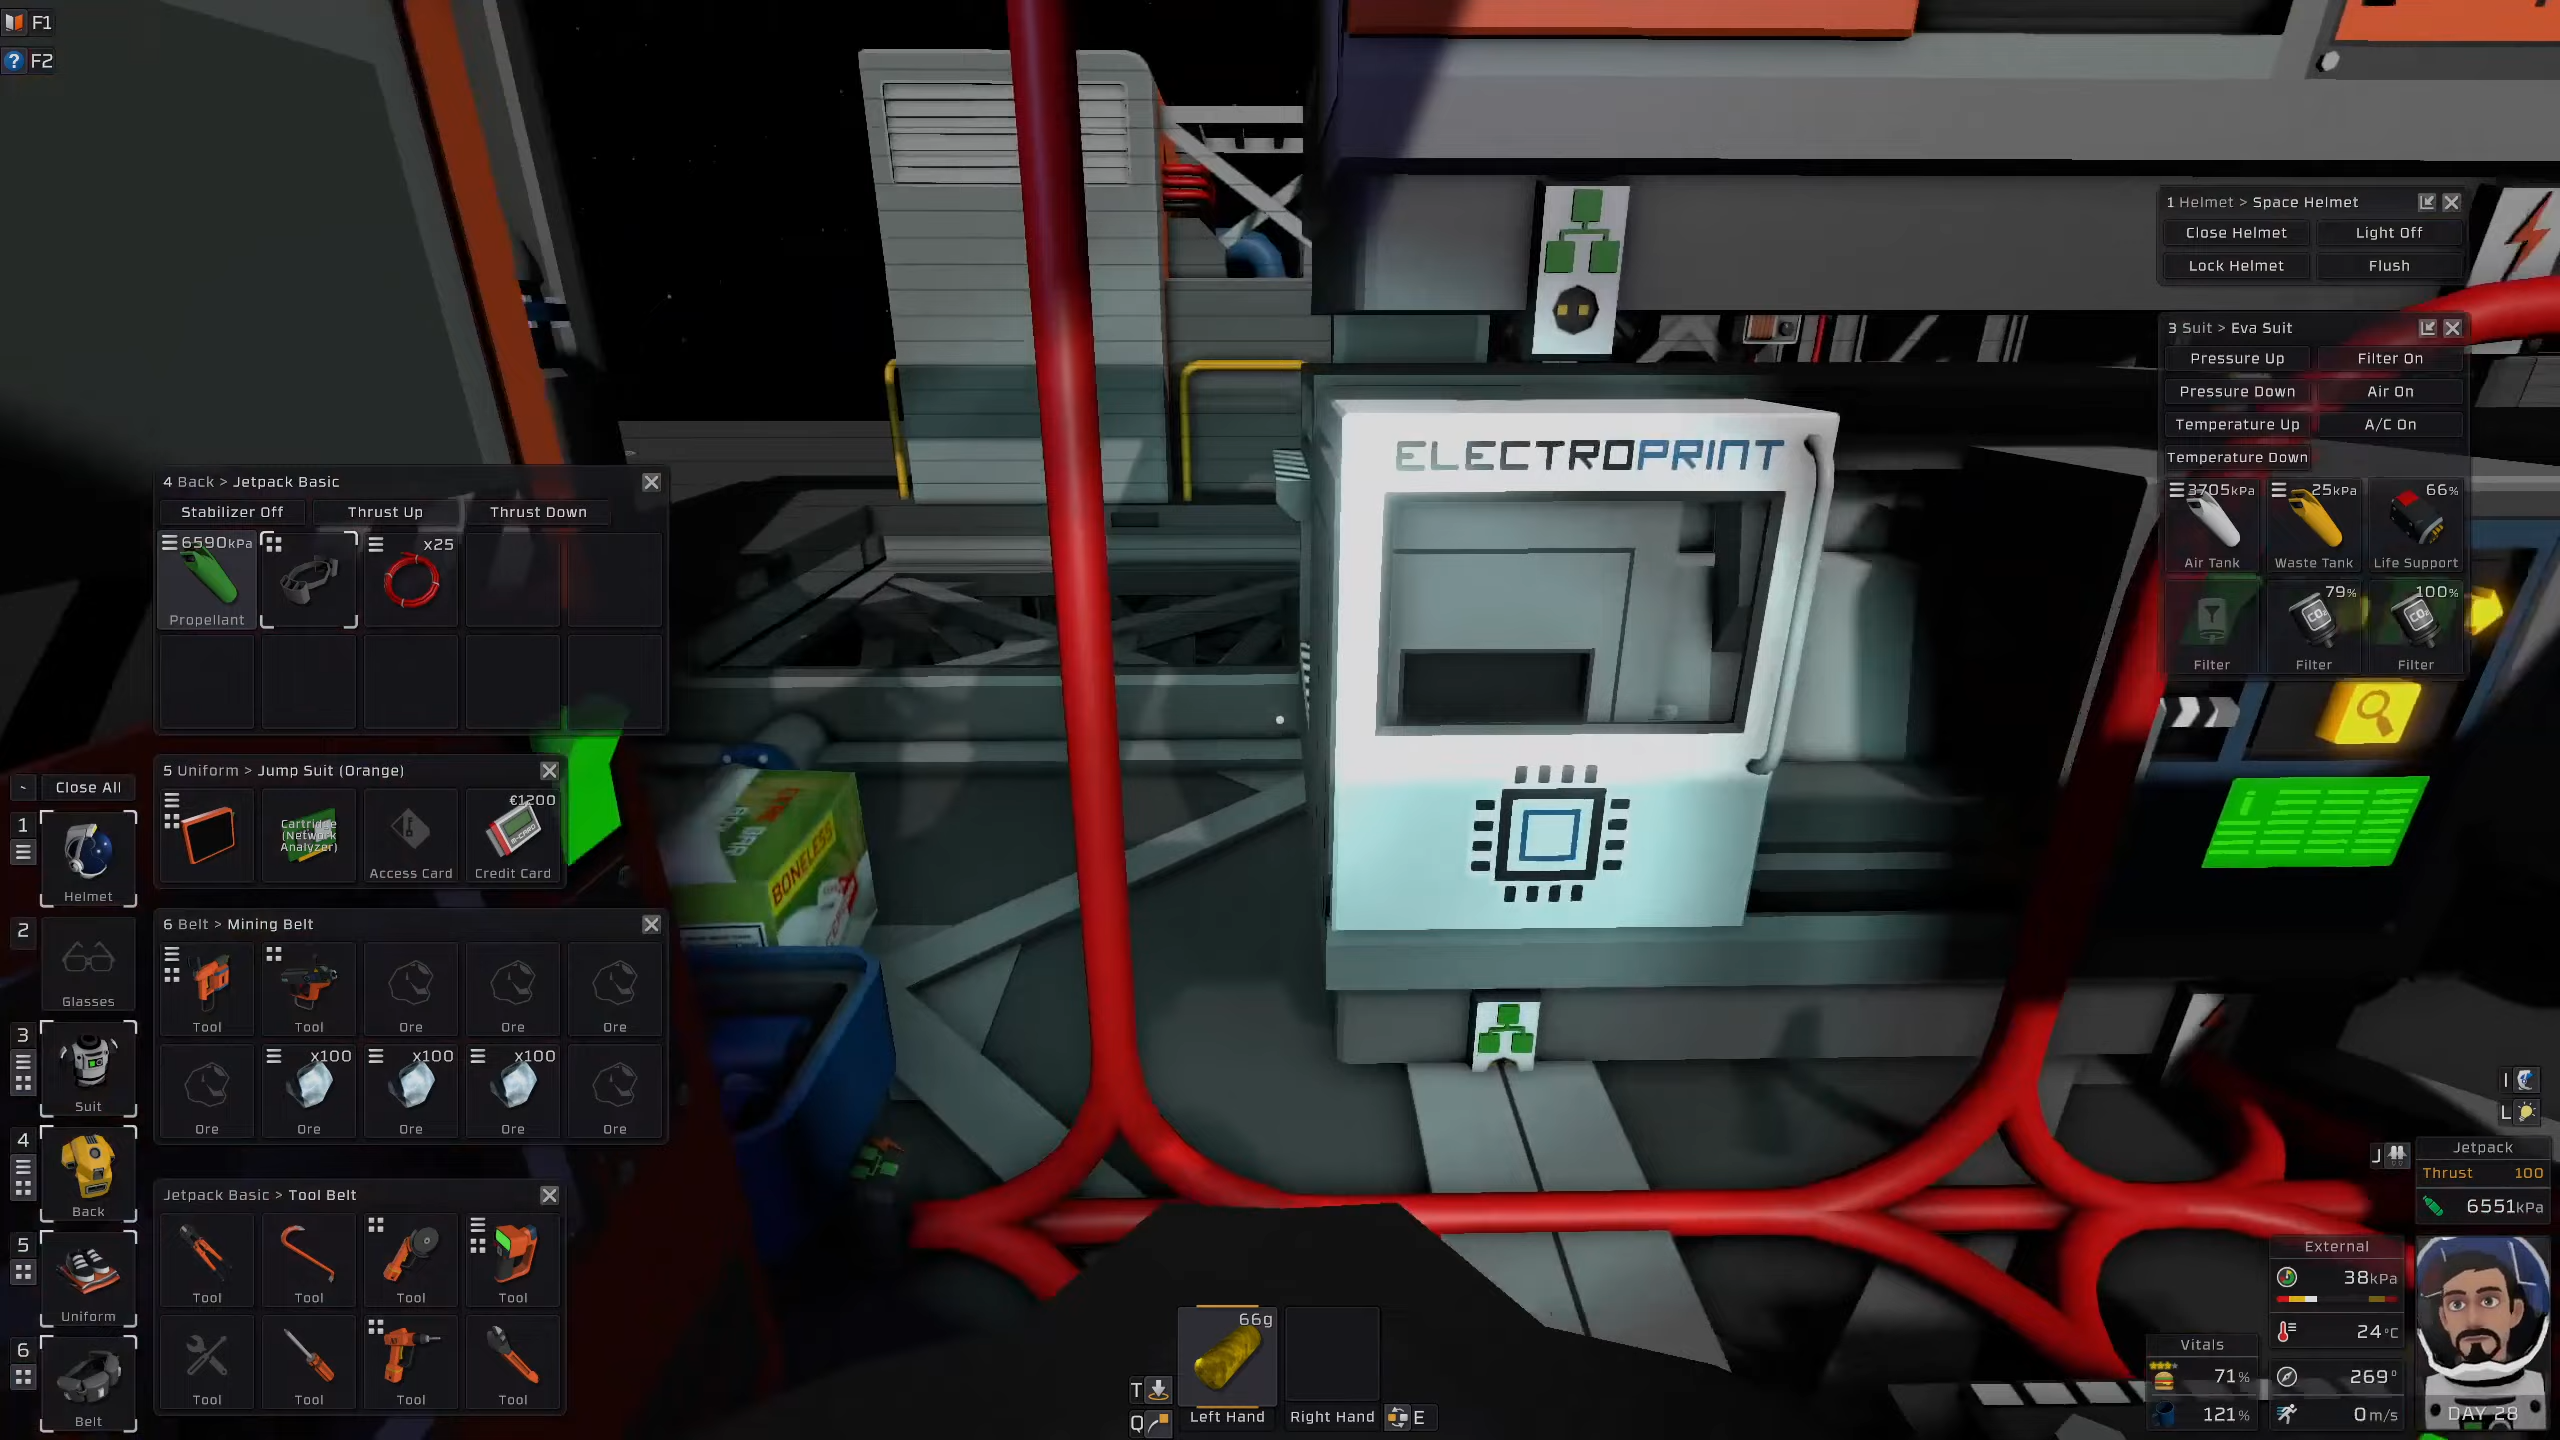 F1
F2
1 Helmet > Space Helmet
Close Helmet
Light Off
Lock Helmet
Flush
3 Suit > Eva Suit
Pressure Up
Filter On
Pressure Down
Air On
Temperature Up
A/C On
Temperature Down
3705kPa
25kPa
66%
Air Tank
Waste Tank
Life Support
79%
100%
CO₂
CO₂
Filter
Filter
Filter
ELECTROPRINT
4 Back > Jetpack Basic
Stabilizer Off
Thrust Up
Thrust Down
6590kPa
x25
Propellant
5 Uniform > Jump Suit (Orange)
€1200
Cartridge
(Network
Analyzer)
Access Card
Credit Card
BONELESS
6 Belt > Mining Belt
Tool
Tool
Ore
Ore
Ore
x100
x100
x100
Ore
Ore
Ore
Ore
Ore
Jetpack Basic > Tool Belt
Tool
Tool
Tool
Tool
Tool
Tool
Tool
Tool
~
Close All
1
Helmet
2
Glasses
3
Suit
4
Back
5
Uniform
6
Belt
66g
T
Q
Left Hand
Right Hand
E
I
L
J
Jetpack
Thrust 100
6551kPa
External
38kPa
24°C
Vitals
71%
269°
121%
0m/s
DAY 28